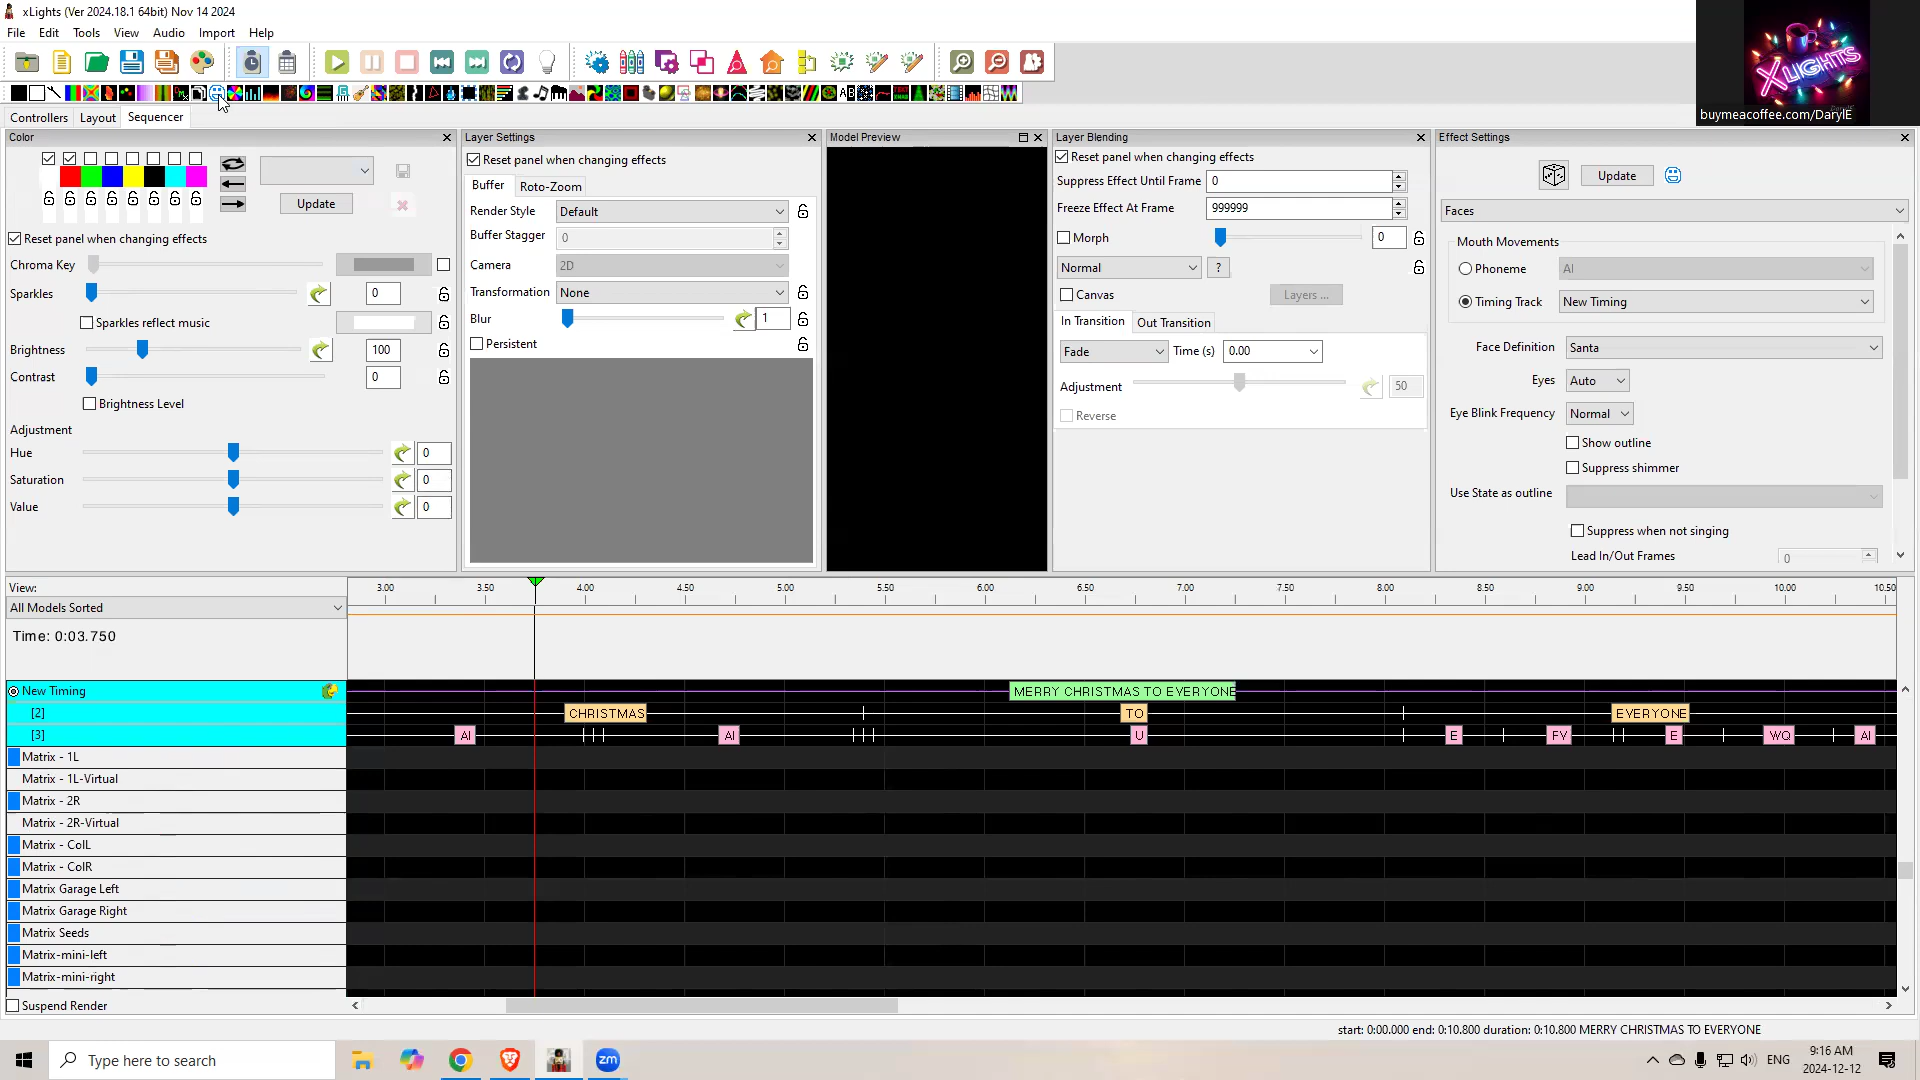 xLights (Ver 2024.18.1 64bit) Nov 14 2024
File Edit Tools View Audio Import Help
XLIGHTS
buymeacoffee.com/DarylE
Controllers Layout Sequencer
Color
Update
Reset panel when changing effects
Chroma Key
Sparkles 0
Sparkles reflect music
Brightness 100
Contrast 0
Brightness Level
Adjustment
Hue 0
Saturation 0
Value 0
Layer Settings
Reset panel when changing effects
Buffer Roto-Zoom
Render Style Default
Buffer Stagger 0
Camera 2D
Transformation None
Blur 1
Persistent
Model Preview
Layer Blending
Reset panel when changing effects
Suppress Effect Until Frame 0
Freeze Effect At Frame 999999
Morph 0
Normal ?
Canvas Layers ...
In Transition Out Transition
Fade Time (s) 0.00
Adjustment 50
Reverse
Effect Settings
Update
Faces
Mouth Movements
Phoneme AI
Timing Track New Timing
Face Definition Santa
Eyes Auto
Eye Blink Frequency Normal
Show outline
Suppress shimmer
Use State as outline
Suppress when not singing
Lead In/Out Frames 0
View:
All Models Sorted
Time: 0:03.750
3.00 3.50 4.00 4.50 5.00 5.50 6.00 6.50 7.00 7.50 8.00 8.50 9.00 9.50 10.00 10.50
New Timing MERRY CHRISTMAS TO EVERYONE
[2] CHRISTMAS TO EVERYONE
[3] AI AI U E FV E WQ AI
Matrix - 1L
Matrix - 1L-Virtual
Matrix - 2R
Matrix - 2R-Virtual
Matrix - ColL
Matrix - ColR
Matrix Garage Left
Matrix Garage Right
Matrix Seeds
Matrix-mini-left
Matrix-mini-right
Suspend Render
start: 0:00.000 end: 0:10.800 duration: 0:10.800 MERRY CHRISTMAS TO EVERYONE
Type here to search
zm
ENG
9:16 AM
2024-12-12